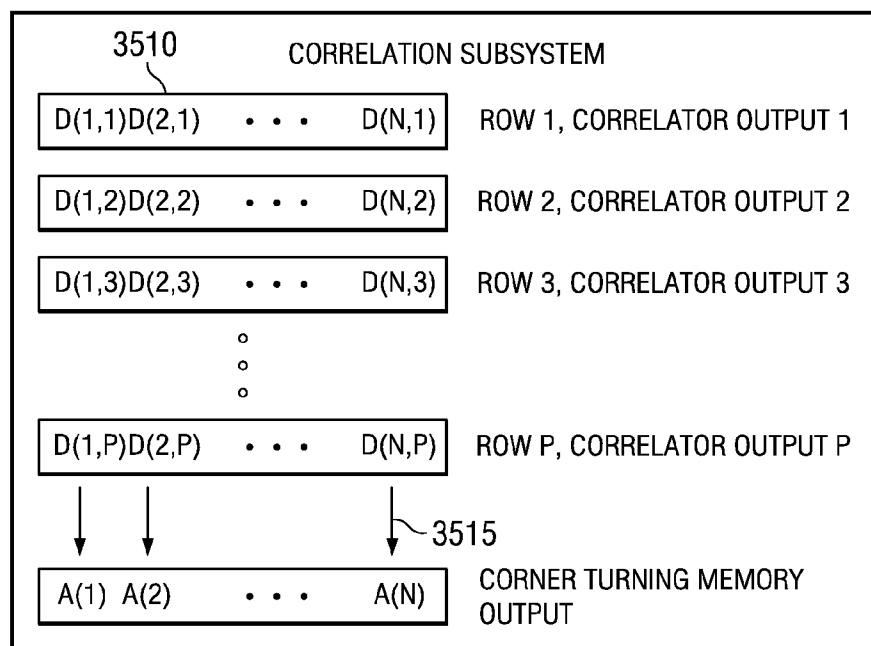 3510
CORRELATION SUBSYSTEM
D(1,1)D(2,1) • • • D(N,1) ROW 1, CORRELATOR OUTPUT 1
D(1,2)D(2,2) • • • D(N,2) ROW 2, CORRELATOR OUTPUT 2
D(1,3)D(2,3) • • • D(N,3) ROW 3, CORRELATOR OUTPUT 3
D(1,P)D(2,P) • • • D(N,P) ROW P, CORRELATOR OUTPUT P
3515
A(1) A(2) • • • A(N) CORNER TURNING MEMORY
OUTPUT